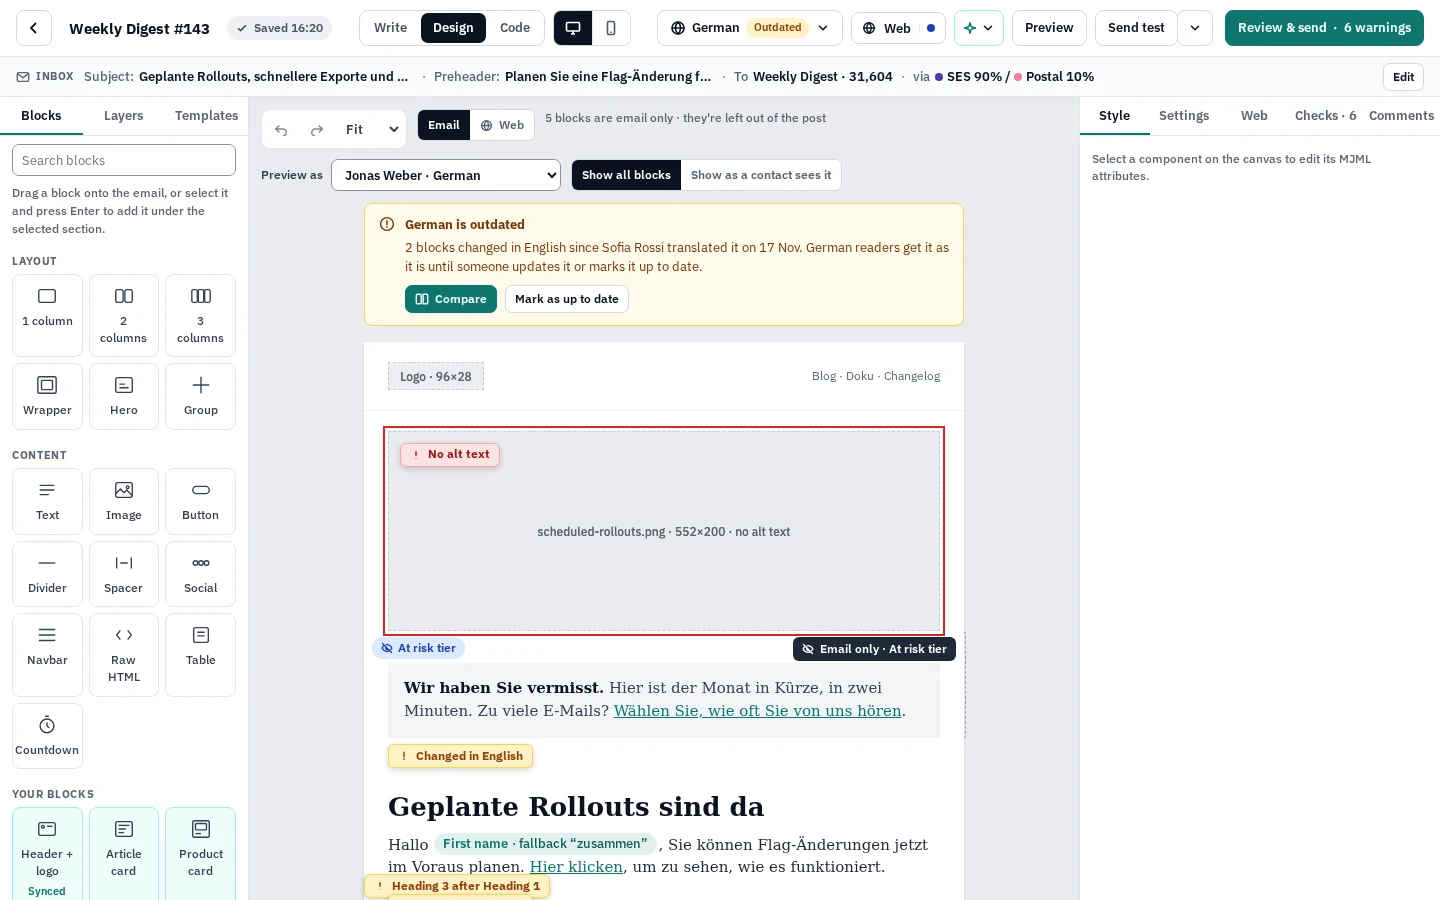 Weekly Digest #143
Saved 16:20
Write
Design
Code
German
Outdated
Web
Preview
Send test
Review & send · 6 warnings
INBOX
Subject: Geplante Rollouts, schnellere Exporte und ...
· Preheader: Planen Sie eine Flag-Änderung f...
· To Weekly Digest · 31,604
· via SES 90% / Postal 10%
Edit
Blocks
Layers
Templates
Search blocks
Drag a block onto the email, or select it
and press Enter to add it under the
selected section.
LAYOUT
1 column
2
columns
3
columns
Wrapper
Hero
Group
CONTENT
Text
Image
Button
Divider
Spacer
Social
Navbar
Raw
HTML
Table
Countdown
YOUR BLOCKS
Header +
logo
Synced
Article
card
Product
card
Fit
Email
Web
5 blocks are email only · they're left out of the post
Preview as
Jonas Weber · German
Show all blocks
Show as a contact sees it
German is outdated
2 blocks changed in English since Sofia Rossi translated it on 17 Nov. German readers get it as
it is until someone updates it or marks it up to date.
Compare
Mark as up to date
Logo · 96×28
Blog · Doku · Changelog
! No alt text
scheduled-rollouts.png · 552×200 · no alt text
At risk tier
Email only · At risk tier
Wir haben Sie vermisst. Hier ist der Monat in Kürze, in zwei
Minuten. Zu viele E-Mails? Wählen Sie, wie oft Sie von uns hören.
! Changed in English
Geplante Rollouts sind da
Hallo First name · fallback “zusammen” , Sie können Flag-Änderungen jetzt
im Voraus planen. Hier klicken, um zu sehen, wie es funktioniert.
! Heading 3 after Heading 1
Style
Settings
Web
Checks · 6
Comments
Select a component on the canvas to edit its MJML
attributes.